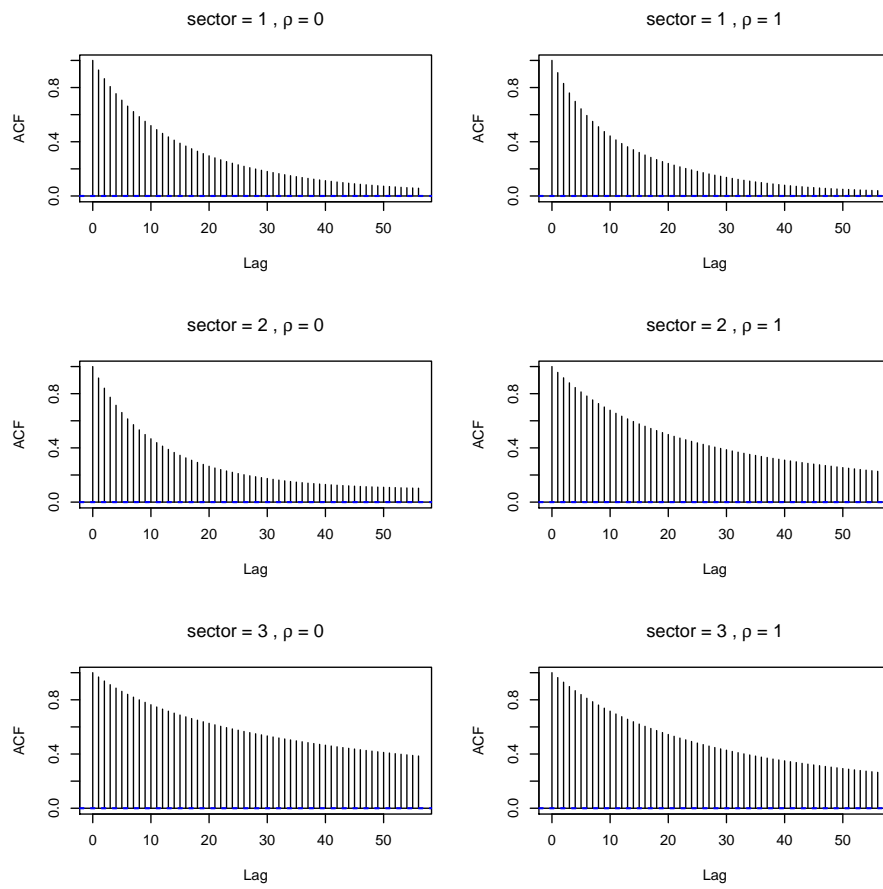 sector = 1 , ρ = 0
ACF
0.0 0.4 0.8
0 10 20 30 40 50
Lag
sector = 1 , ρ = 1
ACF
0.0 0.4 0.8
0 10 20 30 40 50
Lag
sector = 2 , ρ = 0
ACF
0.0 0.4 0.8
0 10 20 30 40 50
Lag
sector = 2 , ρ = 1
ACF
0.0 0.4 0.8
0 10 20 30 40 50
Lag
sector = 3 , ρ = 0
ACF
0.0 0.4 0.8
0 10 20 30 40 50
Lag
sector = 3 , ρ = 1
ACF
0.0 0.4 0.8
0 10 20 30 40 50
Lag